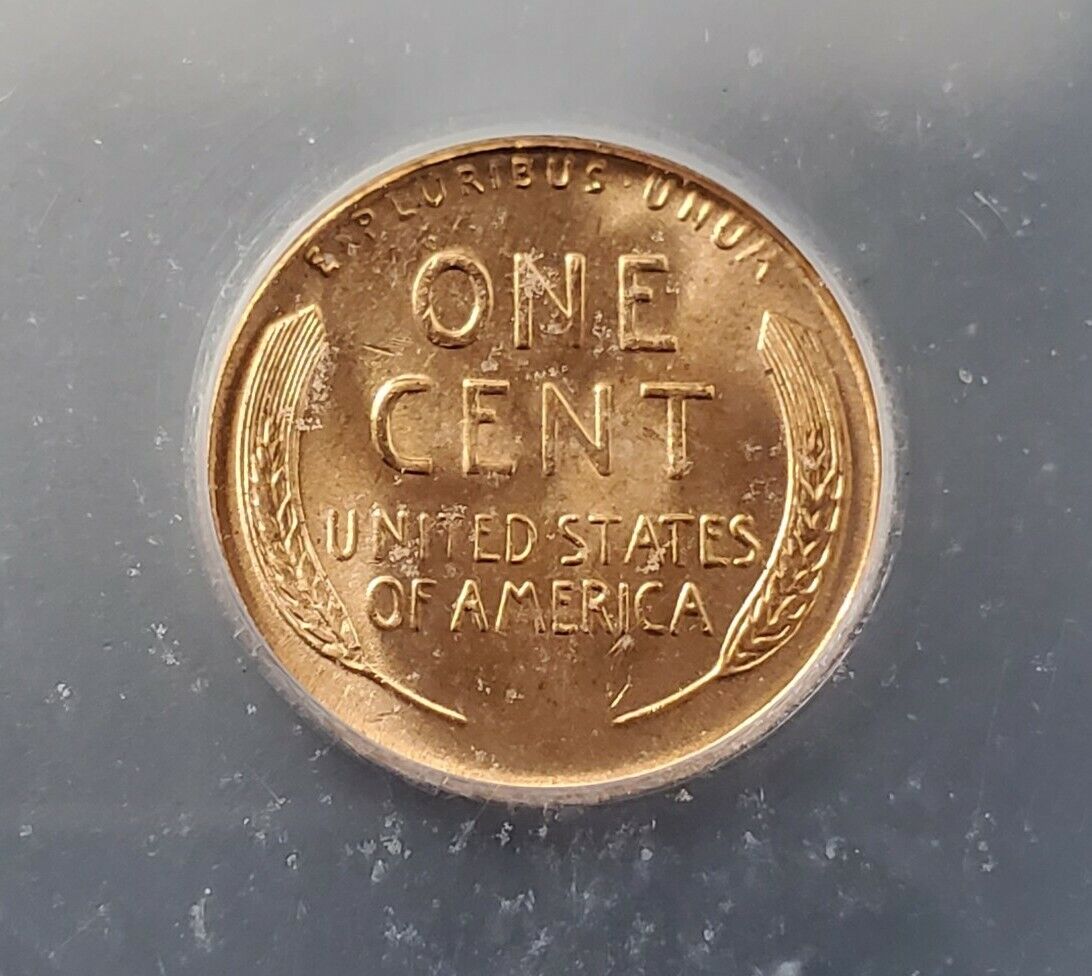 E PLURIBUS · UNUM
ONE
CENT
UNITED·STATES
OF AMERICA